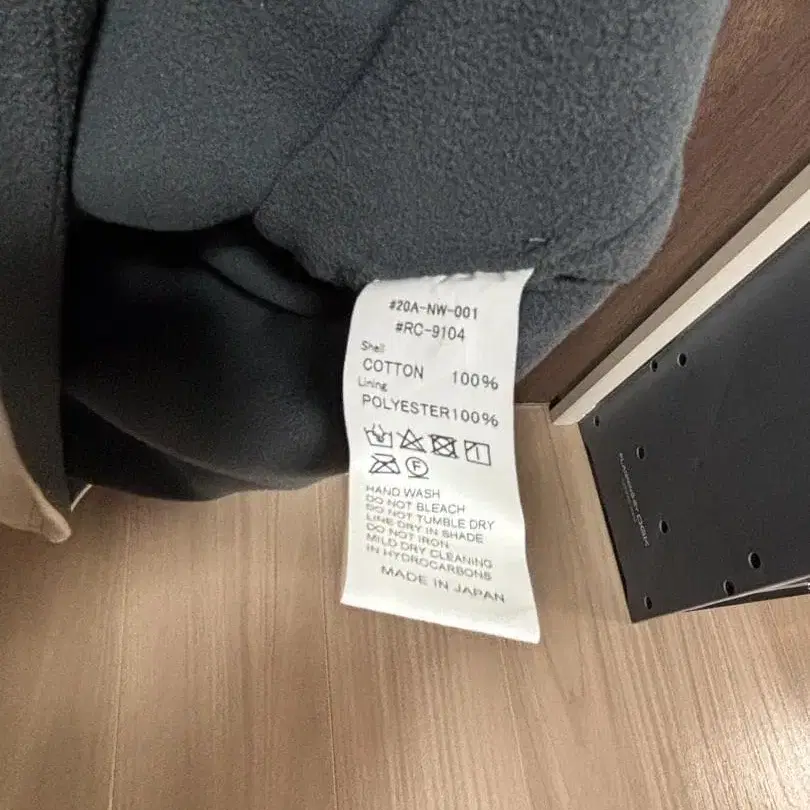 #20A-NW-001
#RC-9104
Shell
COTTON 100%
Lining
POLYESTER100%
F
HAND WASH
DO NOT BLEACH
DO NOT TUMBLE DRY
LINE DRY IN SHADE
DO NOT IRON
MILD DRY CLEANING
IN HYDROCARBONS
MADE IN JAPAN